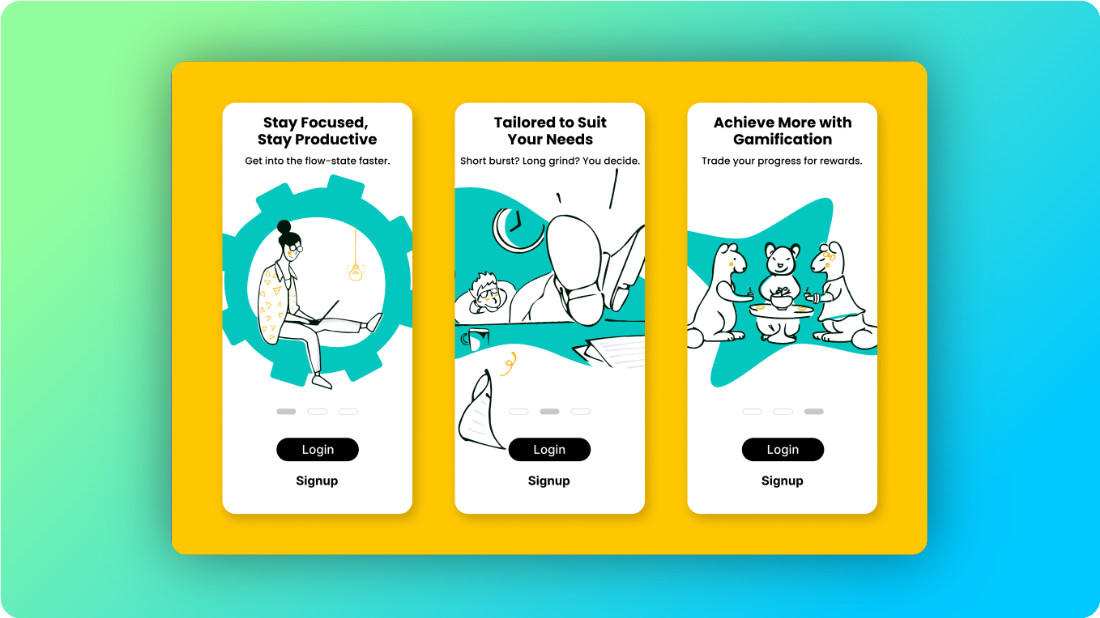 Stay Focused,
Stay Productive
Get into the flow-state faster.
Login
Signup
Tailored to Suit
Your Needs
Short burst? Long grind? You decide.
Login
Signup
Achieve More with
Gamification
Trade your progress for rewards.
Login
Signup